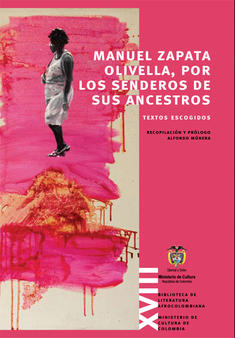 MANUEL ZAPATA
OLIVELLA, POR
LOS SENDEROS DE
SUS ANCESTROS
TEXTOS ESCOGIDOS
RECOPILACIÓN Y PRÓLOGO
ALFONSO MÚNERA
Libertad y Orden
Ministerio de Cultura
República de Colombia
XVIII
BIBLIOTECA DE
LITERATURA
AFROCOLOMBIANA
MINISTERIO DE
CULTURA DE
COLOMBIA